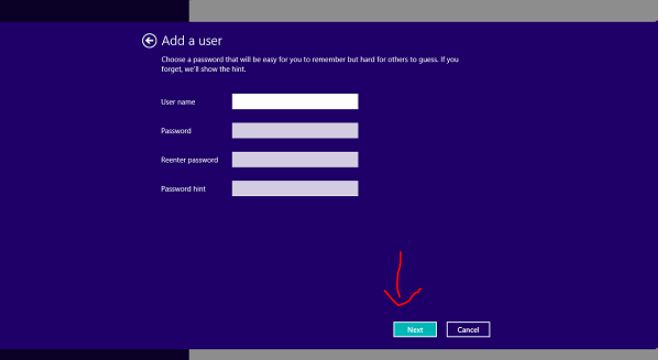 Add a user
Choose a password that will be easy for you to remember but hard for others to guess. If you
forget, we'll show the hint.
User name
Password
Reenter password
Password hint
Next Cancel